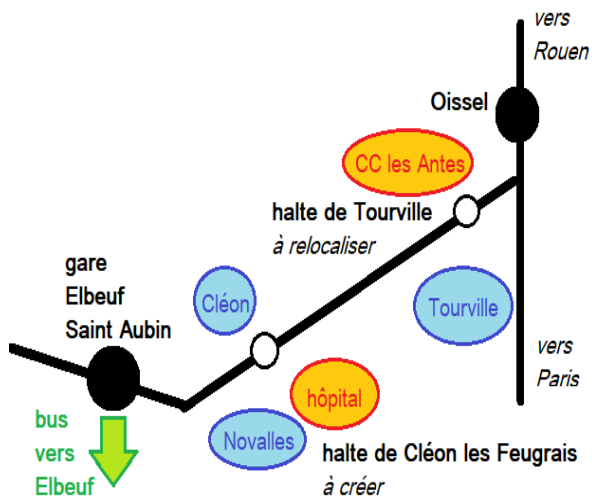 vers
Rouen
Oissel
CC les Antes
halte de Tourville
à relocaliser
gare
Elbeuf
Saint Aubin
Cléon
Tourville
vers
Paris
hôpital
bus
vers
Elbeuf
Novalles
halte de Cléon les Feugrais
à créer